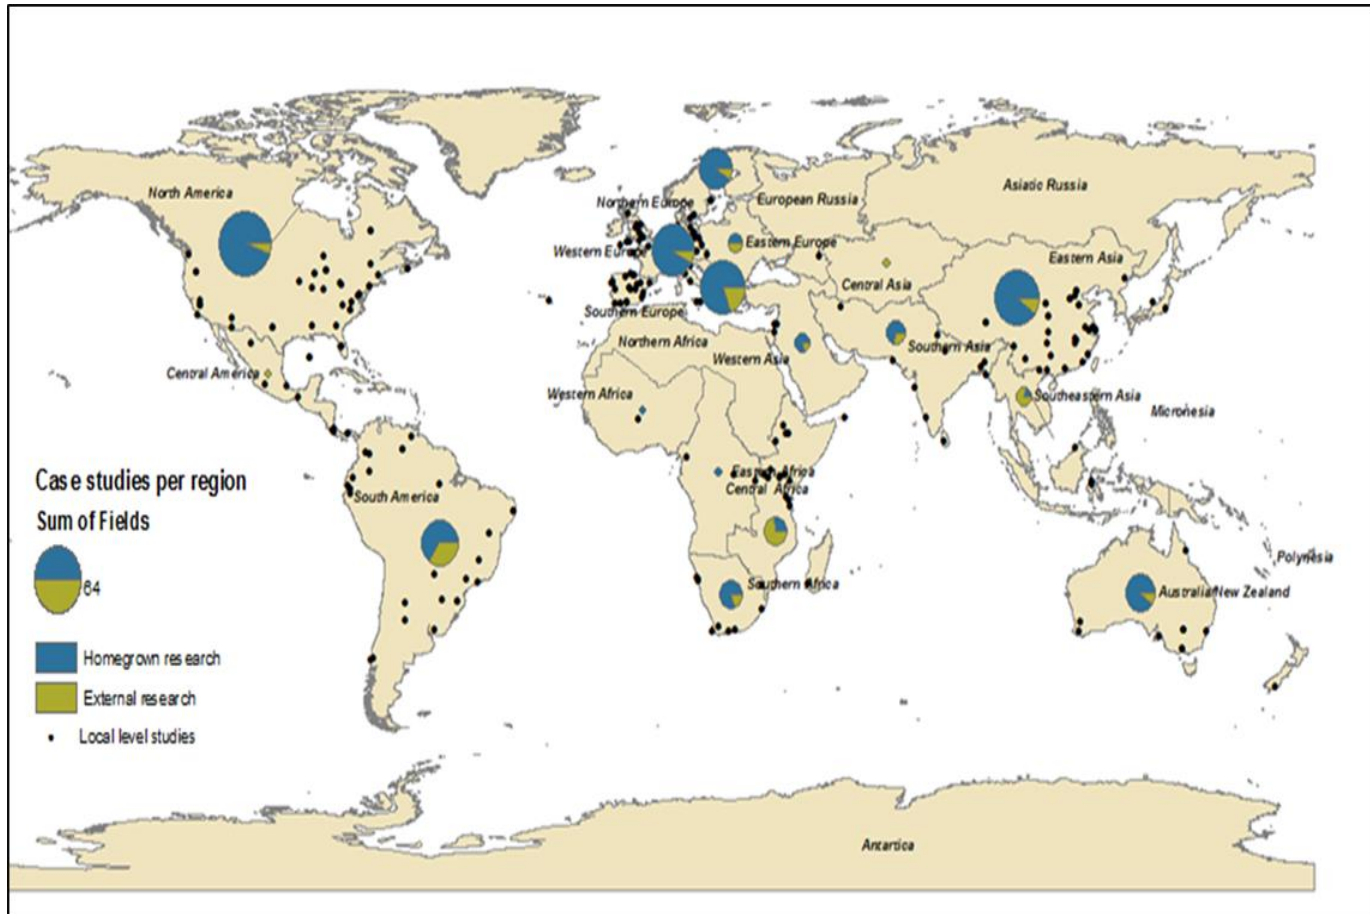 North America
Asiatic Russia
European Russia
Northern Europe
Eastern Europe
Western Europe
Eastern Asia
Central Asia
Southern Europe
Northern Africa
Western Asia
Southern Asia
Central America
Western Africa
Southeastern Asia
Micronesia
Eastern Africa
Central Africa
South America
Polynesia
Southern Africa
Australia/New Zealand
Case studies per region
Sum of Fields
64
Homegrown research
External research
Local level studies
Antartica